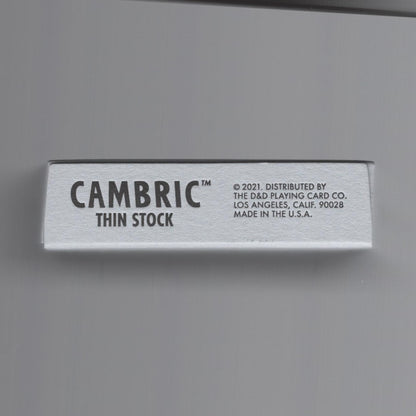 CAMBRIC™
THIN STOCK
© 2021. DISTRIBUTED BY
THE D&D PLAYING CARD CO.
LOS ANGELES, CALIF. 90028
MADE IN THE U.S.A.